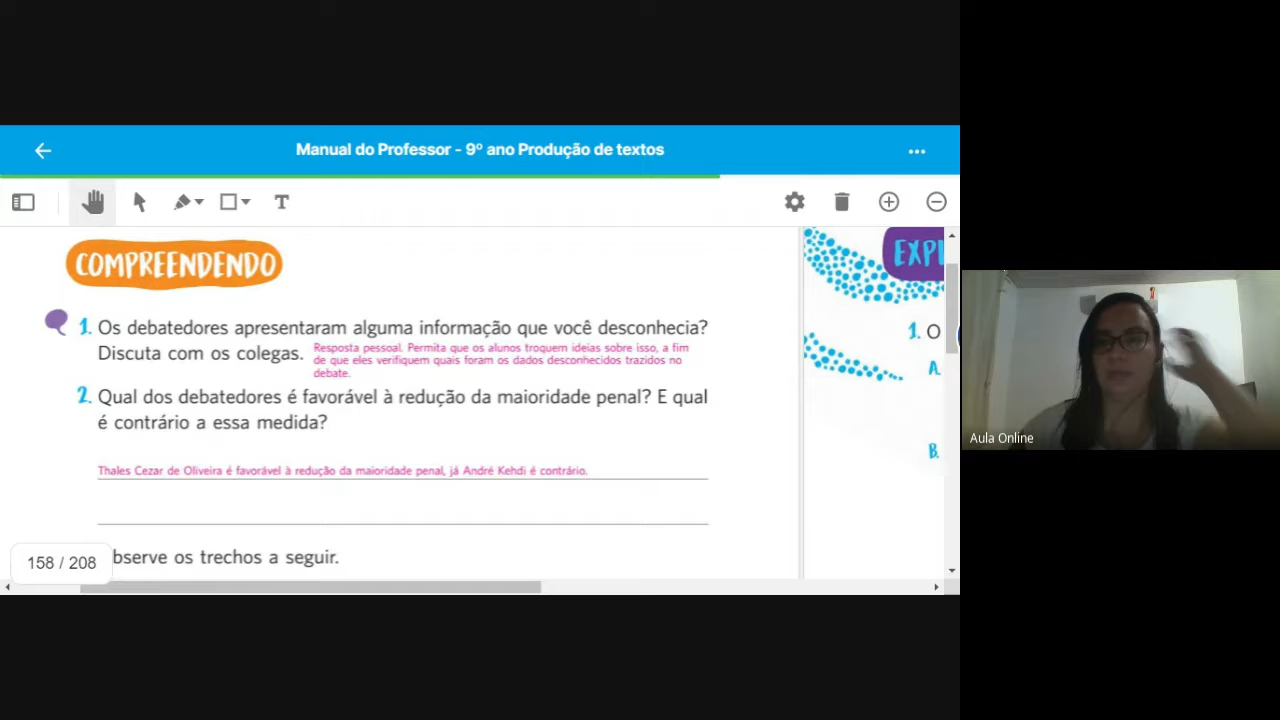 Manual do Professor - 9º ano Produção de textos
COMPREENDENDO
1. Os debatedores apresentaram alguma informação que você desconhecia?
Discuta com os colegas.
Resposta pessoal. Permita que os alunos troquem ideias sobre isso, a fim
de que eles verifiquem quais foram os dados desconhecidos trazidos no
debate.
2. Qual dos debatedores é favorável à redução da maioridade penal? E qual
é contrário a essa medida?
Thales Cezar de Oliveira é favorável à redução da maioridade penal, já André Kehdi é contrário.
bserve os trechos a seguir.
158 / 208
EXPL
1. O
A.
B.
T
Aula Online